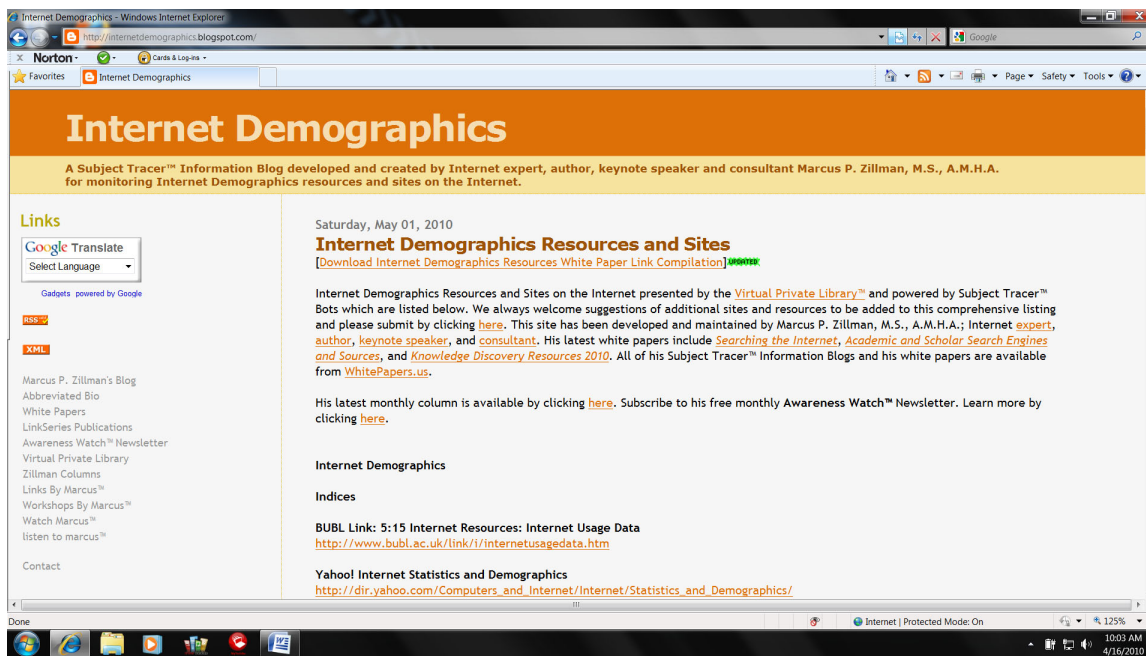 Internet Demographics - Windows Internet Explorer
http://internetdemographics.blogspot.com/
Google
x Norton
Cards & Log-ins
Favorites
Internet Demographics
Page
Safety
Tools
Internet Demographics
A Subject Tracer™ Information Blog developed and created by Internet expert, author, keynote speaker and consultant Marcus P. Zillman, M.S., A.M.H.A.
for monitoring Internet Demographics resources and sites on the Internet.
Links
Google Translate
Select Language
Gadgets powered by Google
RSS
XML
Marcus P. Zillman's Blog
Abbreviated Bio
White Papers
LinkSeries Publications
Awareness Watch™ Newsletter
Virtual Private Library
Zillman Columns
Links By Marcus™
Workshops By Marcus™
Watch Marcus™
listen to marcus™
Contact
Saturday, May 01, 2010
Internet Demographics Resources and Sites
[Download Internet Demographics Resources White Paper Link Compilation] UPDATED
Internet Demographics Resources and Sites on the Internet presented by the Virtual Private Library™ and powered by Subject Tracer™
Bots which are listed below. We always welcome suggestions of additional sites and resources to be added to this comprehensive listing
and please submit by clicking here. This site has been developed and maintained by Marcus P. Zillman, M.S., A.M.H.A.; Internet expert,
author, keynote speaker, and consultant. His latest white papers include Searching the Internet, Academic and Scholar Search Engines
and Sources, and Knowledge Discovery Resources 2010. All of his Subject Tracer™ Information Blogs and his white papers are available
from WhitePapers.us.
His latest monthly column is available by clicking here. Subscribe to his free monthly Awareness Watch™ Newsletter. Learn more by
clicking here.
Internet Demographics
Indices
BUBL Link: 5:15 Internet Resources: Internet Usage Data
http://www.bubl.ac.uk/link/i/internetusagedata.htm
Yahoo! Internet Statistics and Demographics
http://dir.yahoo.com/Computers_and_Internet/Internet/Statistics_and_Demographics/
Done
Internet | Protected Mode: On
125%
10:03 AM
4/16/2010